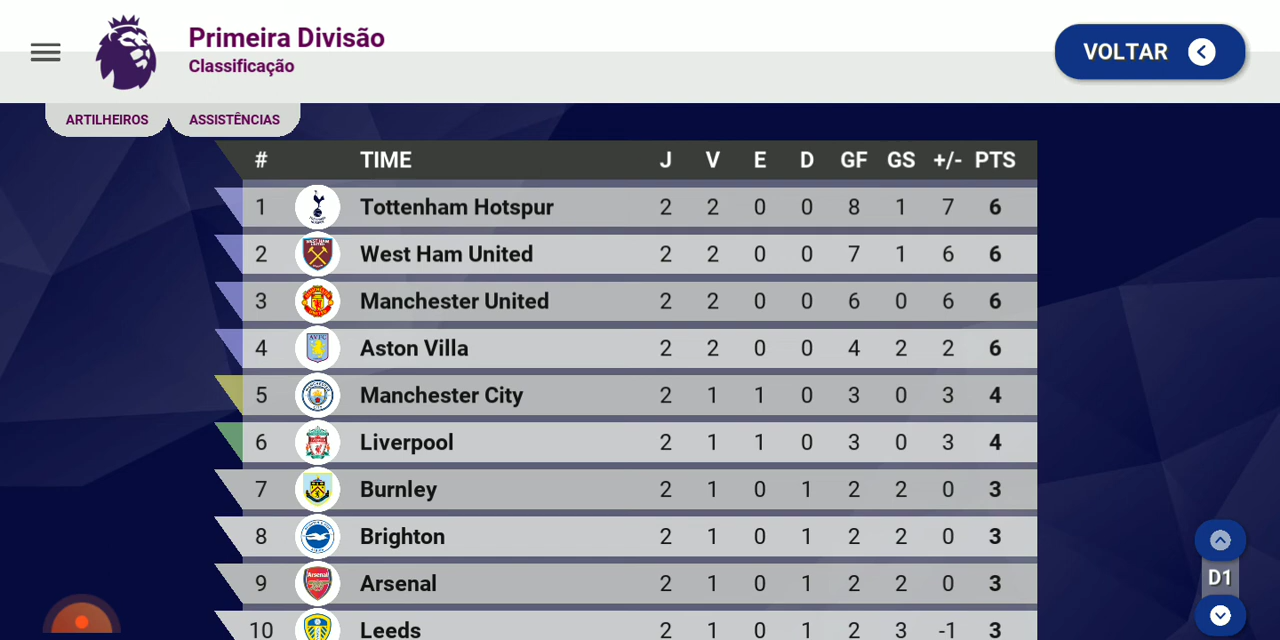 Primeira Divisão
Classificação
VOLTAR
ARTILHEIROS ASSISTÊNCIAS
# TIME J V E D GF GS +/- PTS
1 Tottenham Hotspur 2 2 0 0 8 1 7 6
2 West Ham United 2 2 0 0 7 1 6 6
3 Manchester United 2 2 0 0 6 0 6 6
4 Aston Villa 2 2 0 0 4 2 2 6
5 Manchester City 2 1 1 0 3 0 3 4
6 Liverpool 2 1 1 0 3 0 3 4
7 Burnley 2 1 0 1 2 2 0 3
8 Brighton 2 1 0 1 2 2 0 3
9 Arsenal 2 1 0 1 2 2 0 3
10 Leeds 2 1 0 1 2 3 -1 3
D1